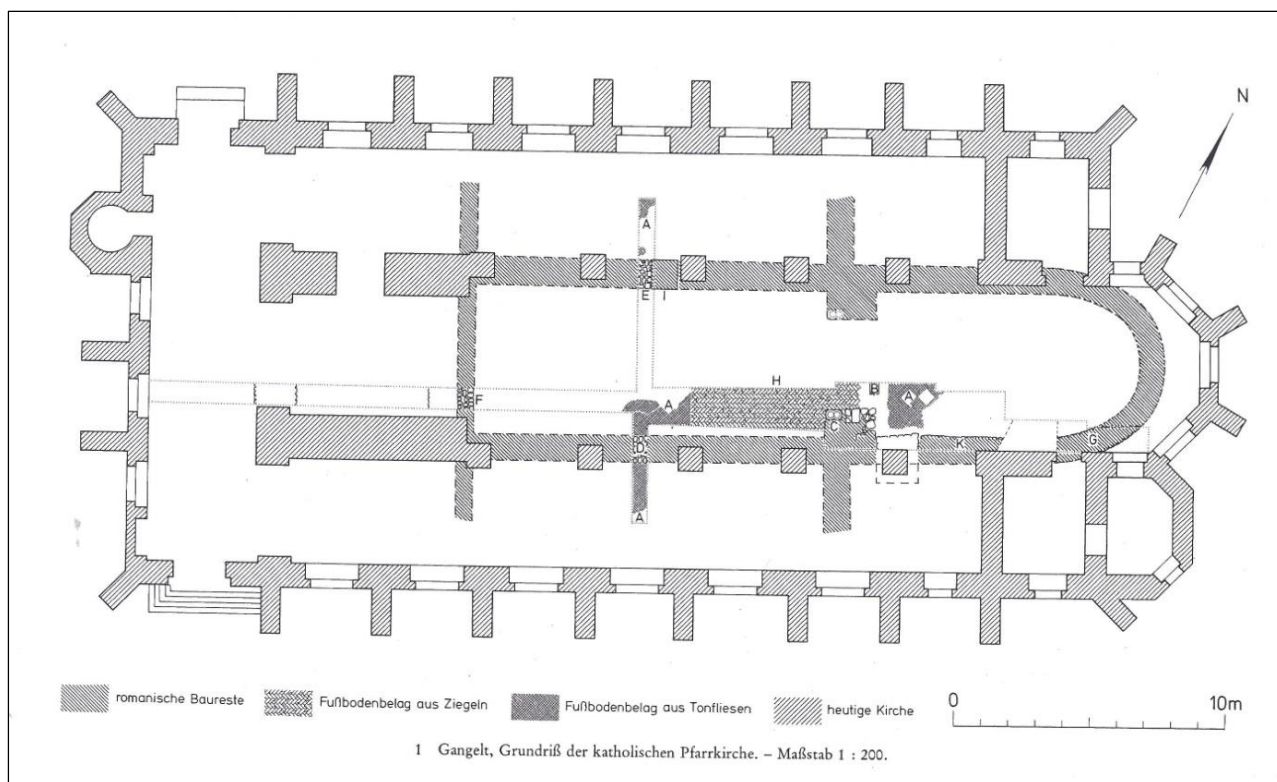 N
A
E I
H
F A B A
C
D K G
A
romanische Baureste Fußbodenbelag aus Ziegeln Fußbodenbelag aus Tonfliesen heutige Kirche 0 10m
1 Gangelt, Grundriß der katholischen Pfarrkirche. – Maßstab 1 : 200.